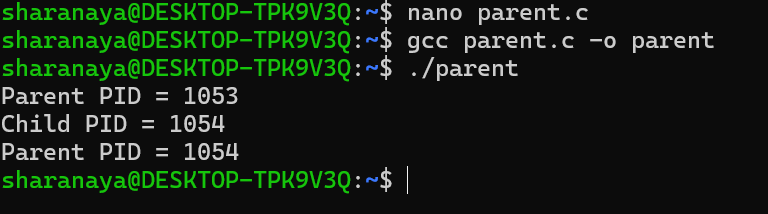 sharanaya@DESKTOP-TPK9V3Q:~$ nano parent.c
sharanaya@DESKTOP-TPK9V3Q:~$ gcc parent.c -o parent
sharanaya@DESKTOP-TPK9V3Q:~$ ./parent
Parent PID = 1053
Child PID = 1054
Parent PID = 1054
sharanaya@DESKTOP-TPK9V3Q:~$